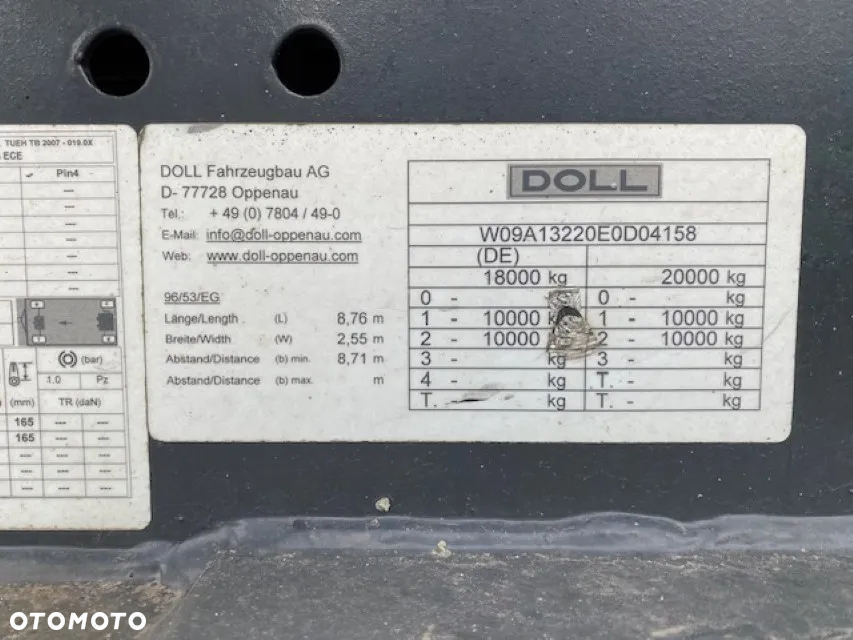 TUEH TB 2007 - 019.0X
ECE
Pin4
---
---
---
---
---
---
(bar)
1.0 Pz
(mm) TR (daN)
165 --- ---
165 --- ---
--- --- ---
--- --- ---
--- --- ---
DOLL Fahrzeugbau AG
D- 77728 Oppenau
Tel.: + 49 (0) 7804 / 49-0
E-Mail: info@doll-oppenau.com
Web: www.doll-oppenau.com
96/53/EG
Länge/Length (L) 8,76 m
Breite/Width (W) 2,55 m
Abstand/Distance (b) min. 8,71 m
Abstand/Distance (b) max. m
DOLL
W09A13220E0D04158
(DE)
18000 kg 20000 kg
0 - 0 - kg
1 - 10000 1 - 10000 kg
2 - 10000 2 - 10000 kg
3 - kg 3 - kg
4 - kg T. - kg
T. - kg T. - kg
OTOMOTO